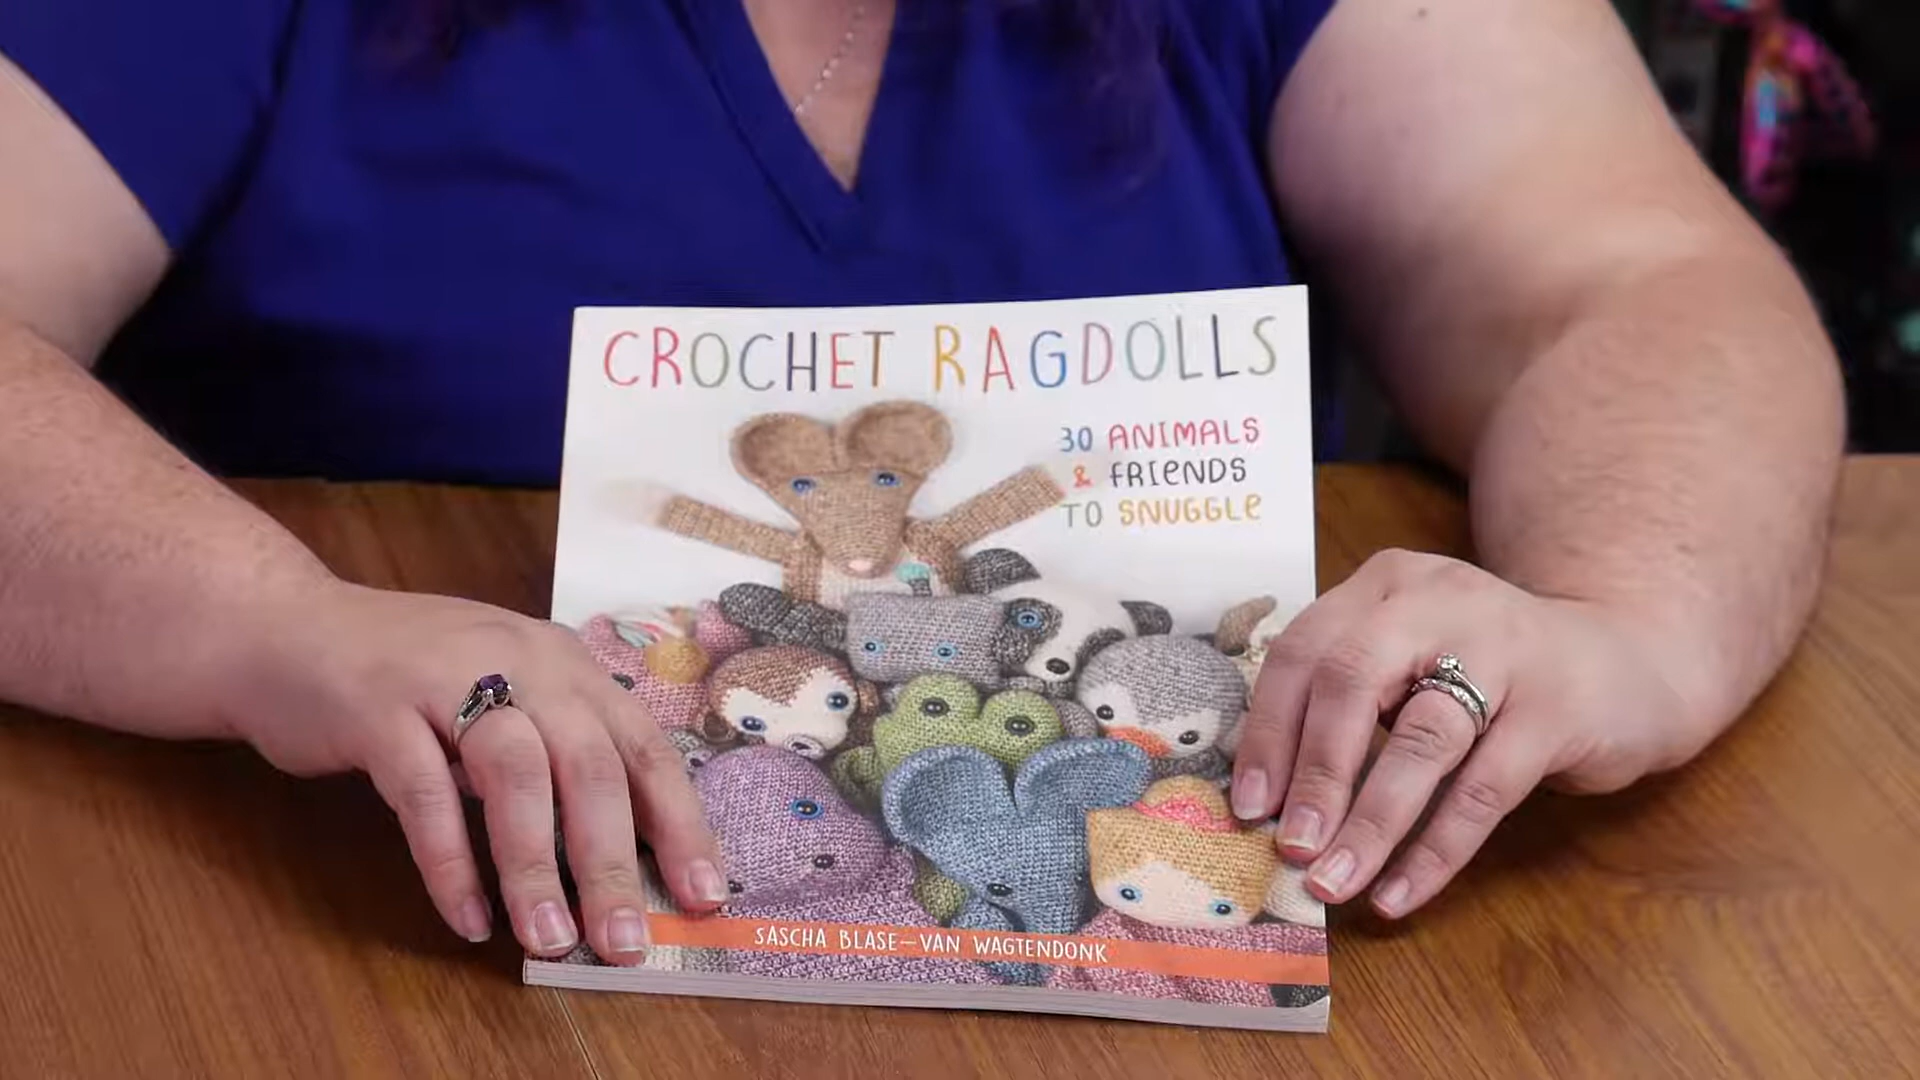 CROCHET RAGDOLLS
30 ANIMALS
& FRIENDS
TO SNUGGLE
SASCHA BLASE-VAN WAGTENDONK